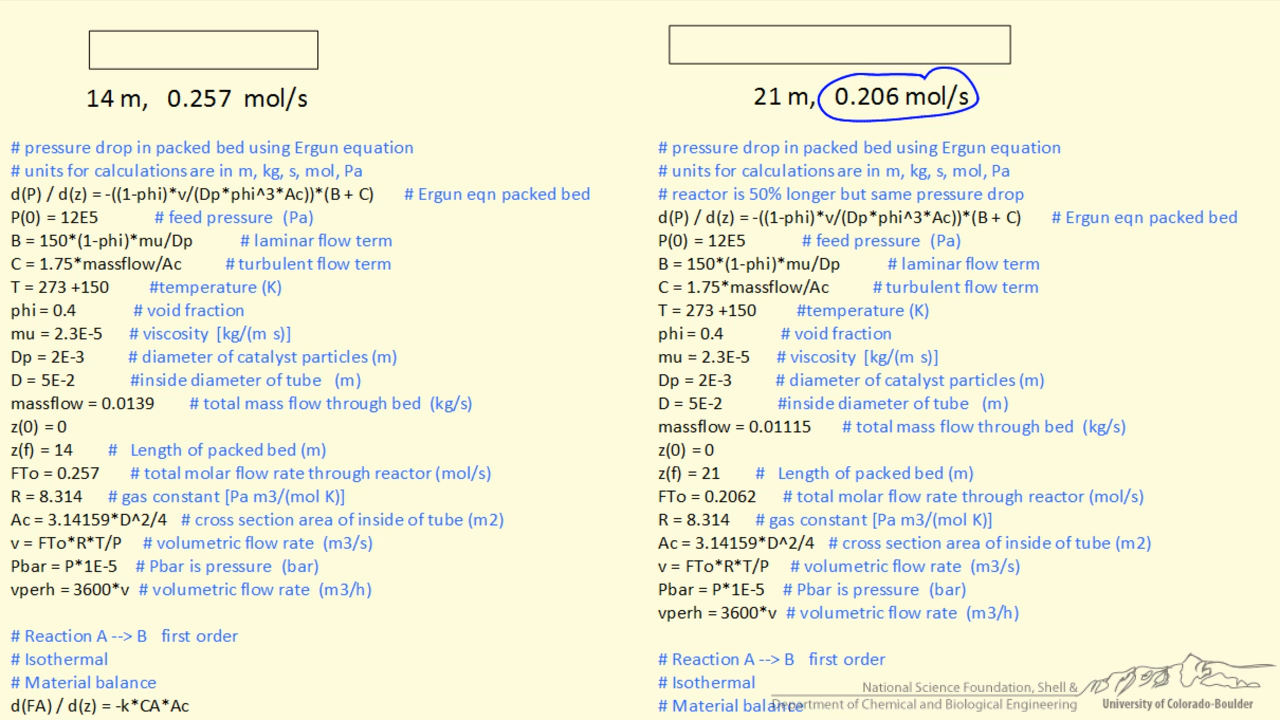 14 m, 0.257 mol/s
# pressure drop in packed bed using Ergun equation
# units for calculations are in m, kg, s, mol, Pa
d(P) / d(z) = -((1-phi)*v/(Dp*phi^3*Ac))*(B + C) # Ergun eqn packed bed
P(0) = 12E5 # feed pressure (Pa)
B = 150*(1-phi)*mu/Dp # laminar flow term
C = 1.75*massflow/Ac # turbulent flow term
T = 273 +150 #temperature (K)
phi = 0.4 # void fraction
mu = 2.3E-5 # viscosity [kg/(m s)]
Dp = 2E-3 # diameter of catalyst particles (m)
D = 5E-2 #inside diameter of tube (m)
massflow = 0.0139 # total mass flow through bed (kg/s)
z(0) = 0
z(f) = 14 # Length of packed bed (m)
FTo = 0.257 # total molar flow rate through reactor (mol/s)
R = 8.314 # gas constant [Pa m3/(mol K)]
Ac = 3.14159*D^2/4 # cross section area of inside of tube (m2)
v = FTo*R*T/P # volumetric flow rate (m3/s)
Pbar = P*1E-5 # Pbar is pressure (bar)
vperh = 3600*v # volumetric flow rate (m3/h)
# Reaction A --> B first order
# Isothermal
# Material balance
d(FA) / d(z) = -k*CA*Ac
21 m, 0.206 mol/s
# pressure drop in packed bed using Ergun equation
# units for calculations are in m, kg, s, mol, Pa
# reactor is 50% longer but same pressure drop
d(P) / d(z) = -((1-phi)*v/(Dp*phi^3*Ac))*(B + C) # Ergun eqn packed bed
P(0) = 12E5 # feed pressure (Pa)
B = 150*(1-phi)*mu/Dp # laminar flow term
C = 1.75*massflow/Ac # turbulent flow term
T = 273 +150 #temperature (K)
phi = 0.4 # void fraction
mu = 2.3E-5 # viscosity [kg/(m s)]
Dp = 2E-3 # diameter of catalyst particles (m)
D = 5E-2 #inside diameter of tube (m)
massflow = 0.01115 # total mass flow through bed (kg/s)
z(0) = 0
z(f) = 21 # Length of packed bed (m)
FTo = 0.2062 # total molar flow rate through reactor (mol/s)
R = 8.314 # gas constant [Pa m3/(mol K)]
Ac = 3.14159*D^2/4 # cross section area of inside of tube (m2)
v = FTo*R*T/P # volumetric flow rate (m3/s)
Pbar = P*1E-5 # Pbar is pressure (bar)
vperh = 3600*v # volumetric flow rate (m3/h)
# Reaction A --> B first order
# Isothermal
# Material balance
National Science Foundation, Shell &
Department of Chemical and Biological Engineering
University of Colorado-Boulder